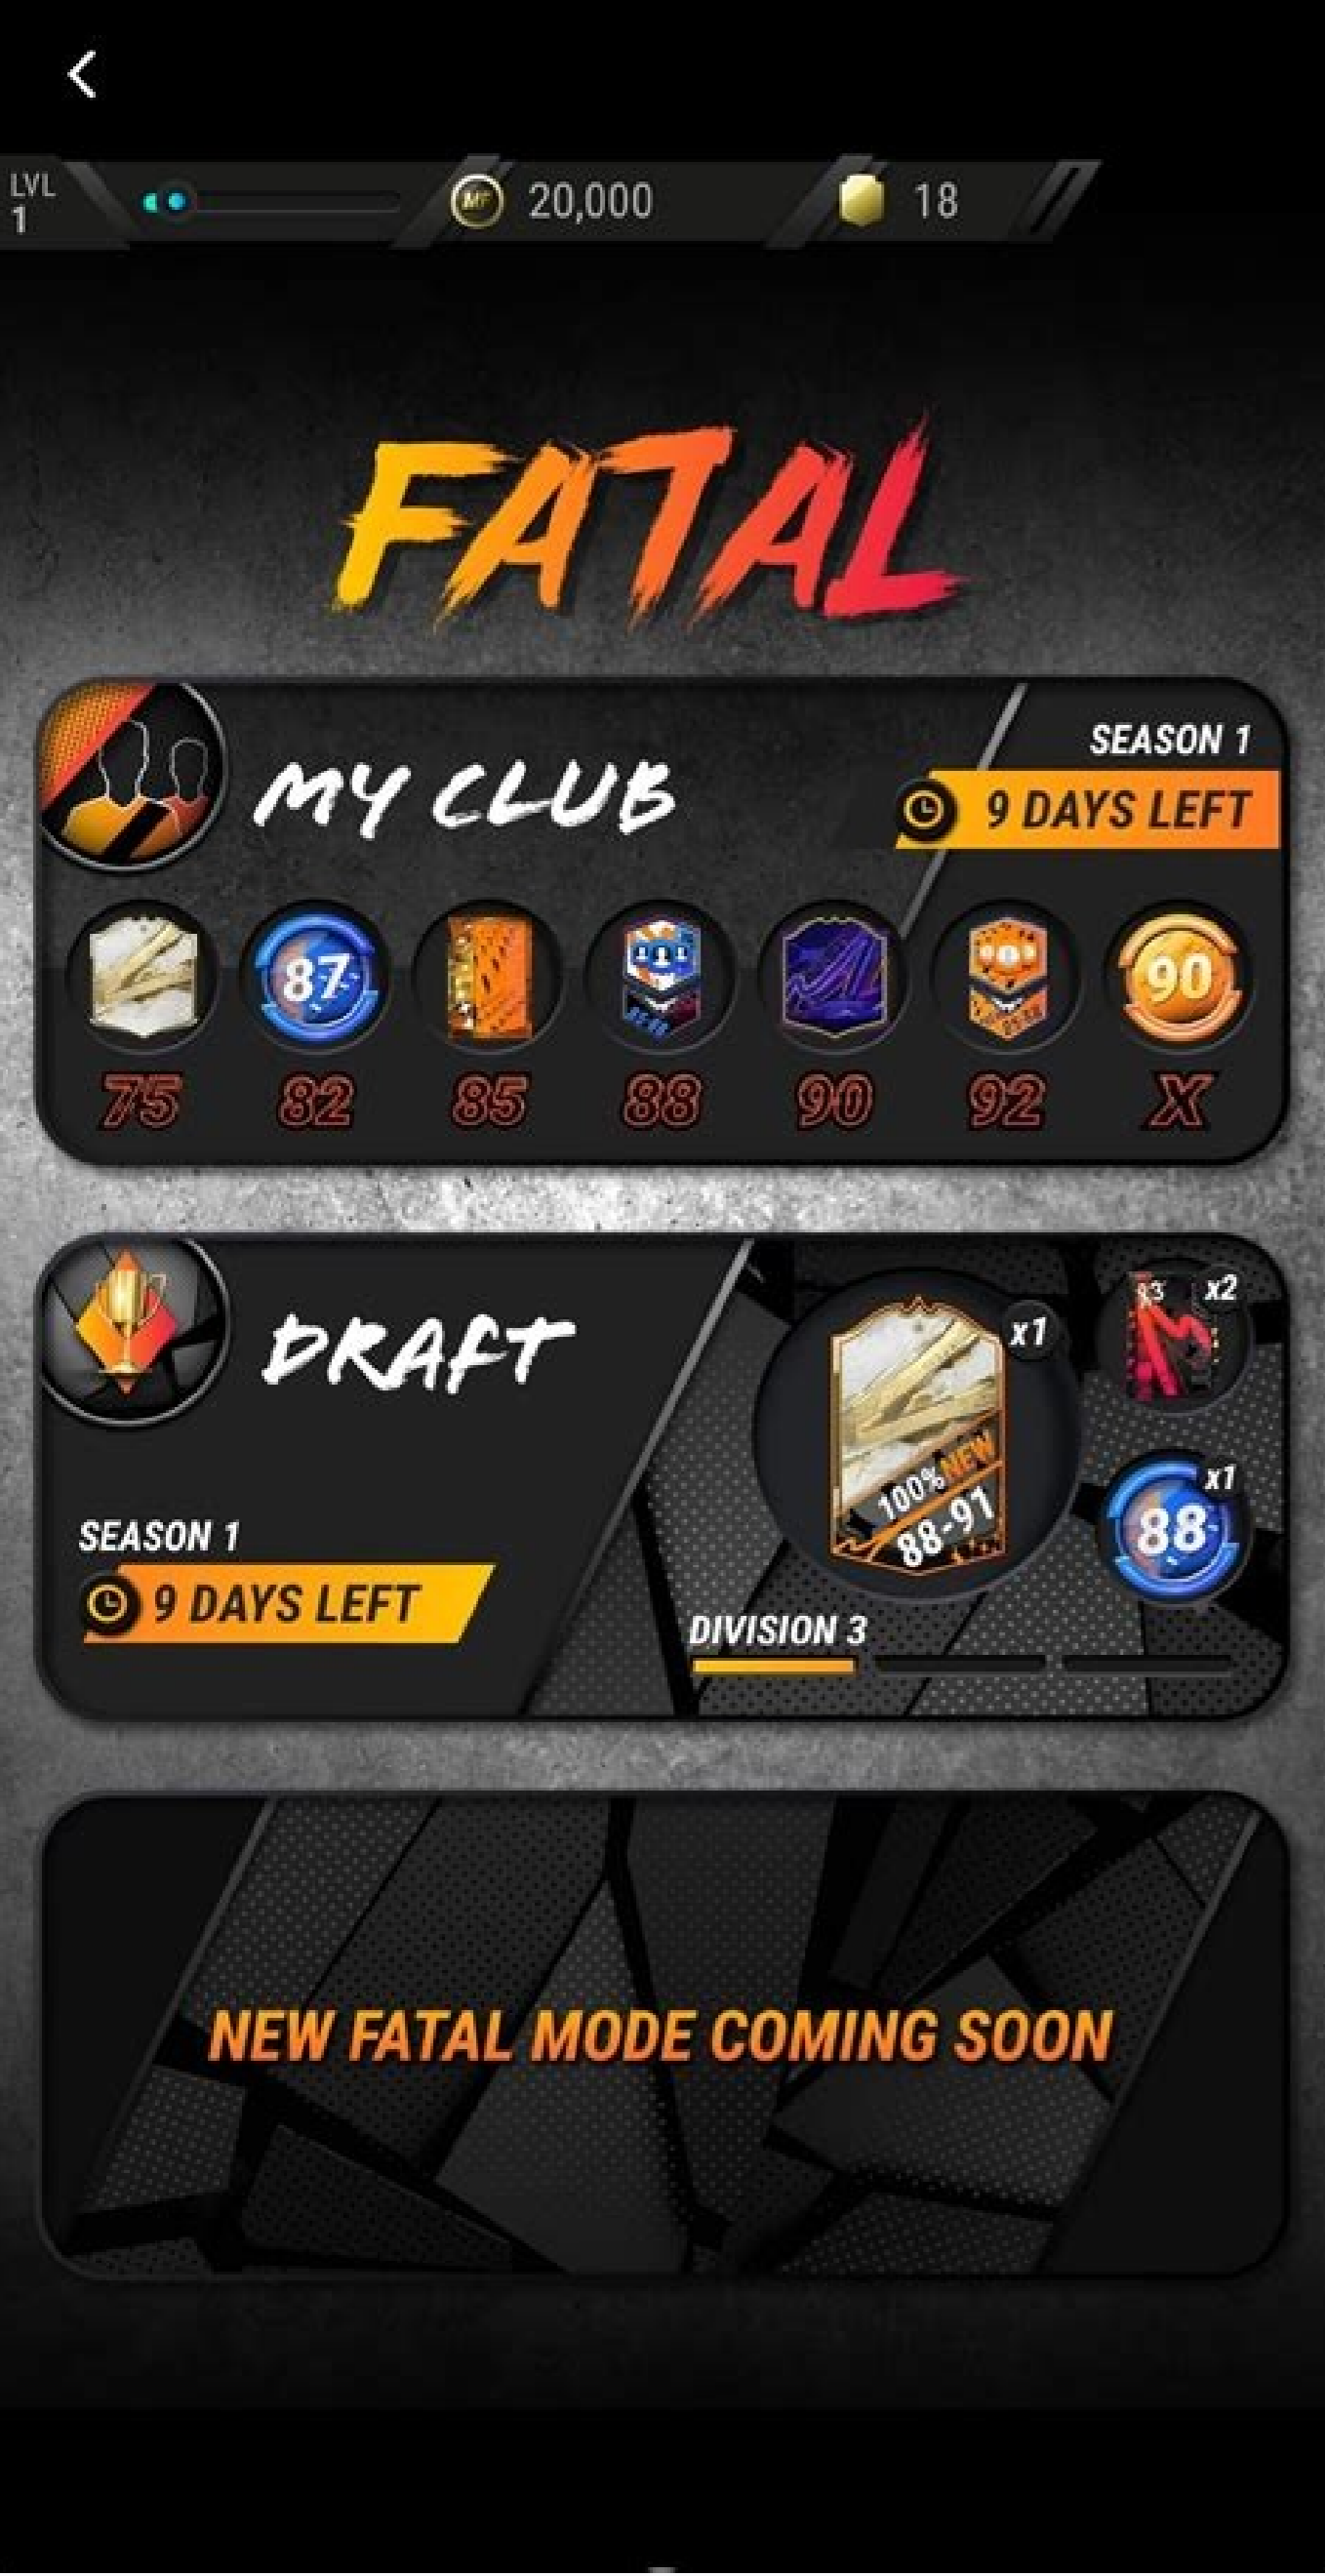 LVL
1
20,000
18
FATAL
MY CLUB
SEASON 1
9 DAYS LEFT
87
90
75 82 85 88 90 92 X
DRAFT
x1
x2
100% NEW
88-91
x1
88
SEASON 1
9 DAYS LEFT
DIVISION 3
NEW FATAL MODE COMING SOON